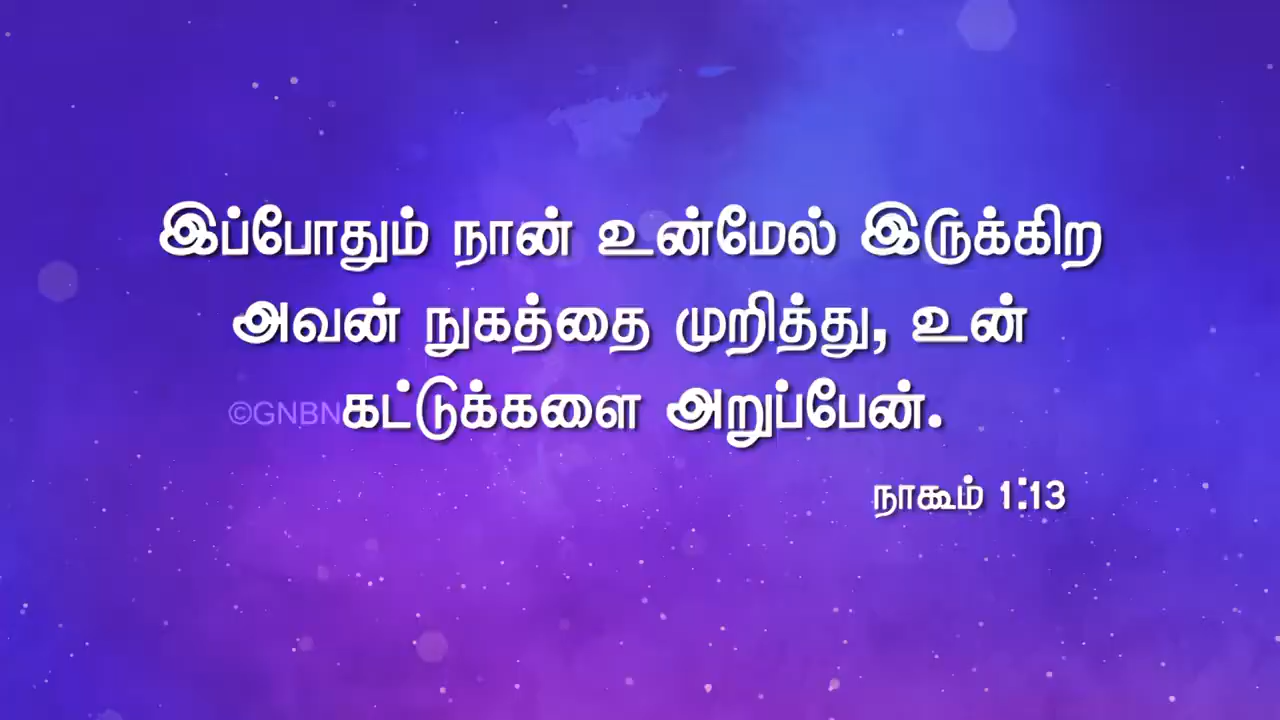 இப்போதும் நான் உன்மேல் இருக்கிற
அவன் நுகத்தை முறித்து, உன்
கட்டுக்களை அறுப்பேன்.
©GNBN
நாகூம் 1:13